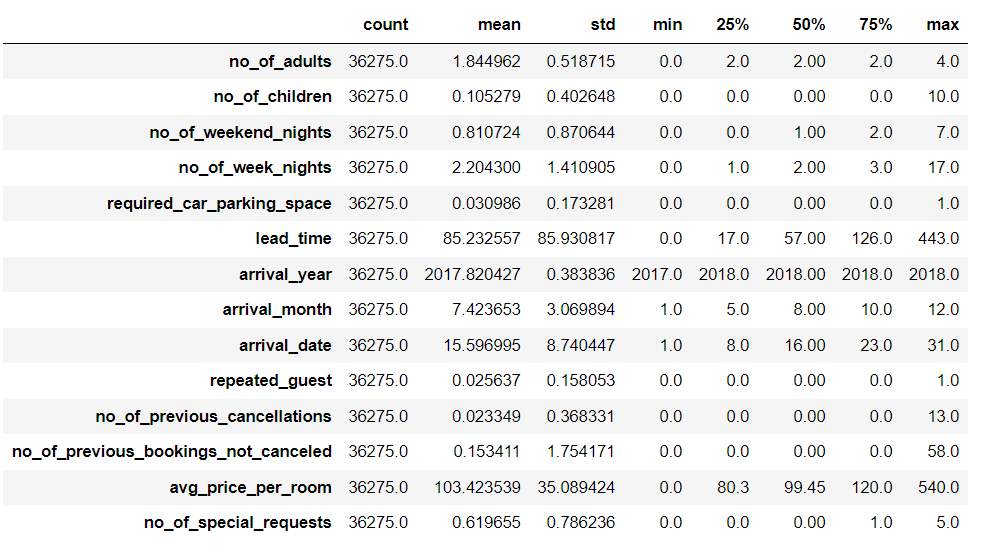 count mean std min 25% 50% 75% max
no_of_adults 36275.0 1.844962 0.518715 0.0 2.0 2.00 2.0 4.0
no_of_children 36275.0 0.105279 0.402648 0.0 0.0 0.00 0.0 10.0
no_of_weekend_nights 36275.0 0.810724 0.870644 0.0 0.0 1.00 2.0 7.0
no_of_week_nights 36275.0 2.204300 1.410905 0.0 1.0 2.00 3.0 17.0
required_car_parking_space 36275.0 0.030986 0.173281 0.0 0.0 0.00 0.0 1.0
lead_time 36275.0 85.232557 85.930817 0.0 17.0 57.00 126.0 443.0
arrival_year 36275.0 2017.820427 0.383836 2017.0 2018.0 2018.00 2018.0 2018.0
arrival_month 36275.0 7.423653 3.069894 1.0 5.0 8.00 10.0 12.0
arrival_date 36275.0 15.596995 8.740447 1.0 8.0 16.00 23.0 31.0
repeated_guest 36275.0 0.025637 0.158053 0.0 0.0 0.00 0.0 1.0
no_of_previous_cancellations 36275.0 0.023349 0.368331 0.0 0.0 0.00 0.0 13.0
no_of_previous_bookings_not_canceled 36275.0 0.153411 1.754171 0.0 0.0 0.00 0.0 58.0
avg_price_per_room 36275.0 103.423539 35.089424 0.0 80.3 99.45 120.0 540.0
no_of_special_requests 36275.0 0.619655 0.786236 0.0 0.0 0.00 1.0 5.0